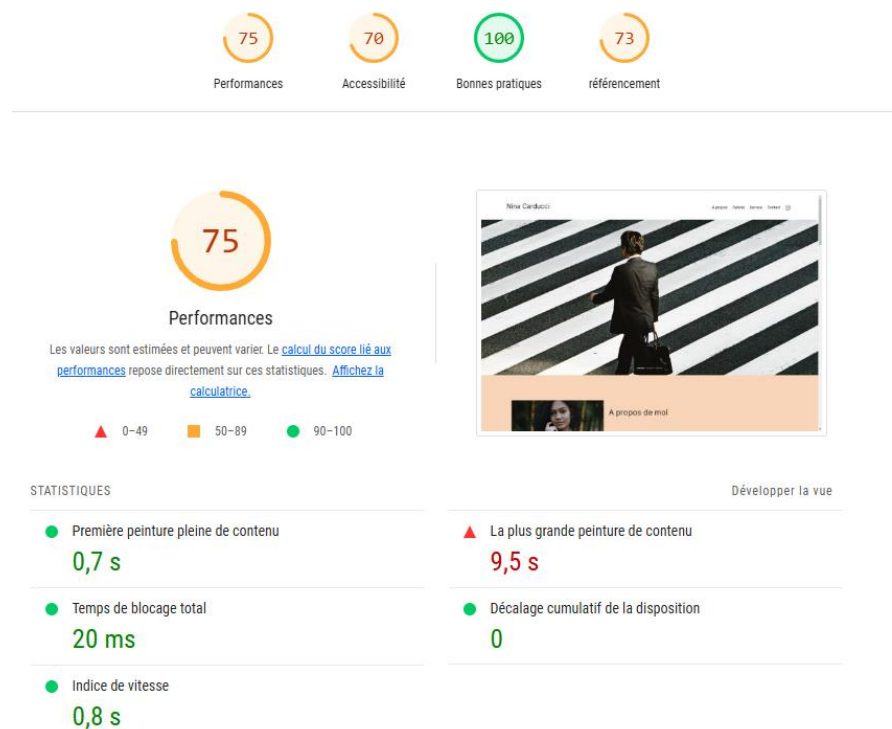 75
70
100
73
Performances
Accessibilité
Bonnes pratiques
référencement
75
Performances
Les valeurs sont estimées et peuvent varier. Le calcul du score lié aux
performances repose directement sur ces statistiques. Affichez la
calculatrice.
0–49
50–89
90–100
Nina Carducci
A propos de moi
STATISTIQUES
Développer la vue
Première peinture pleine de contenu
0,7 s
La plus grande peinture de contenu
9,5 s
Temps de blocage total
20 ms
Décalage cumulatif de la disposition
0
Indice de vitesse
0,8 s